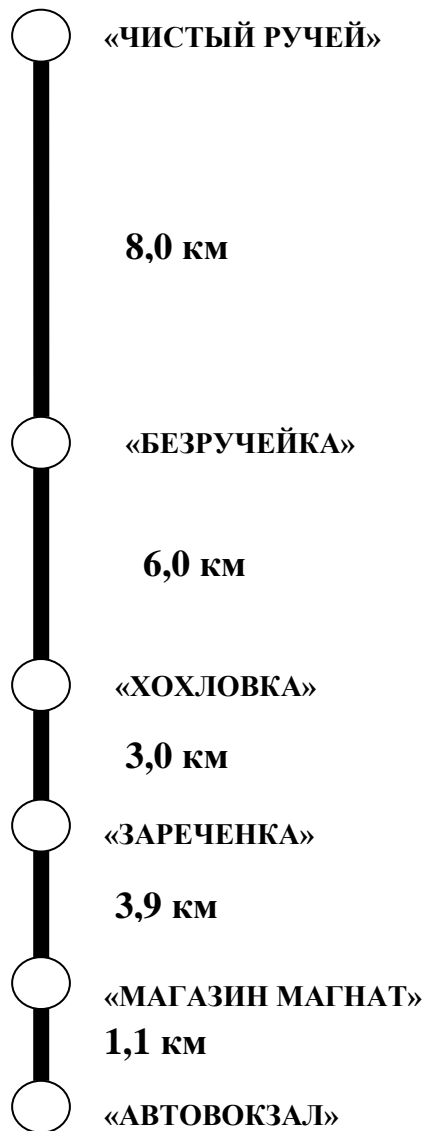 «ЧИСТЫЙ РУЧЕЙ»
8,0 км
«БЕЗРУЧЕЙКА»
6,0 км
«ХОХЛОВКА»
3,0 км
«ЗАРЕЧЕНКА»
3,9 км
«МАГАЗИН МАГНАТ»
1,1 км
«АВТОВОКЗАЛ»